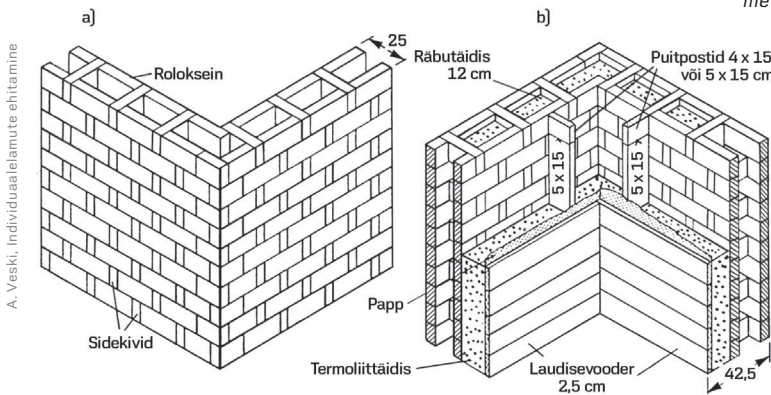 me
a)
b)
25
Roloksein
Räbutäidis
12 cm
Puitpostid 4 x 15
või 5 x 15 cm
5 x 15
5 x 15
A. Veski, Individuaalelamute ehitamine
Sidekivid
Papp
Termoliittäidis
Laudisevooder
2,5 cm
42,5